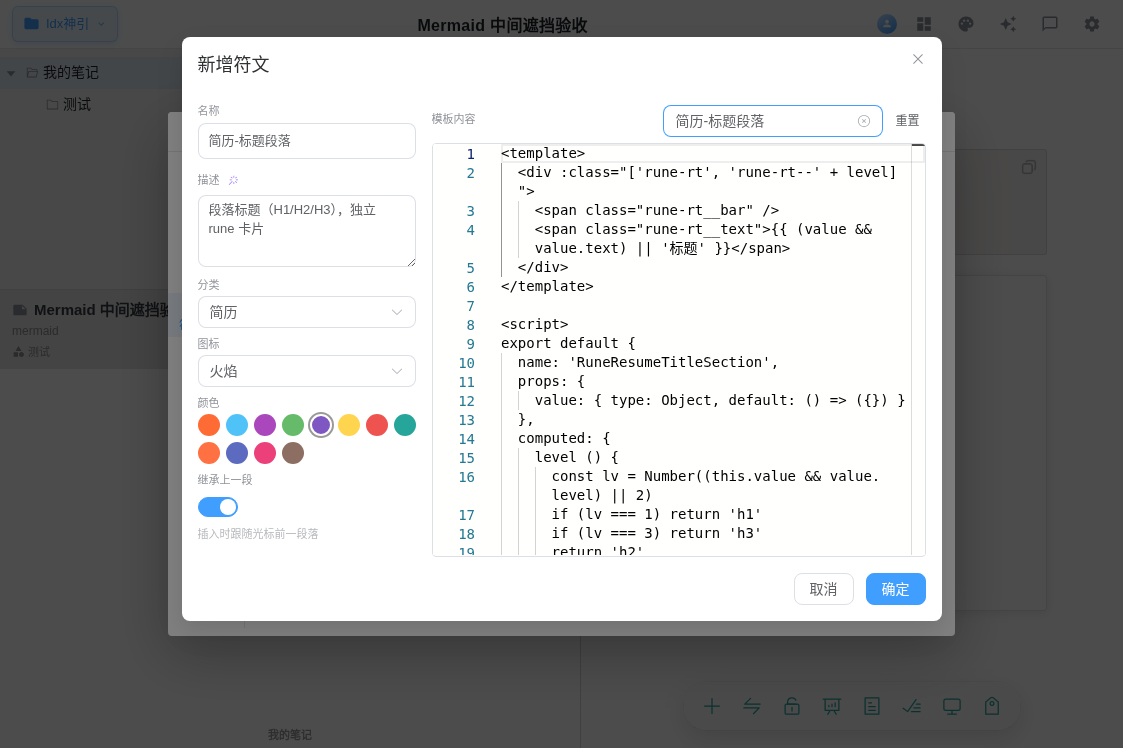 Idx神引
Mermaid 中间遮挡验收
我的笔记
测试
Mermaid 中间遮挡验
mermaid
测试
我的笔记
新增符文
名称
简历-标题段落
描述
段落标题（H1/H2/H3），独立
rune 卡片
分类
简历
图标
火焰
颜色
继承上一段
插入时跟随光标前一段落
模板内容
简历-标题段落
重置
1 <template>
2 <div :class="['rune-rt', 'rune-rt--' + level]
">
3 <span class="rune-rt__bar" />
4 <span class="rune-rt__text">{{ (value &&
value.text) || '标题' }}</span>
5 </div>
6 </template>
7
8 <script>
9 export default {
10 name: 'RuneResumeTitleSection',
11 props: {
12 value: { type: Object, default: () => ({}) }
13 },
14 computed: {
15 level () {
16 const lv = Number((this.value && value.
level) || 2)
17 if (lv === 1) return 'h1'
18 if (lv === 3) return 'h3'
19 return 'h2'
取消
确定